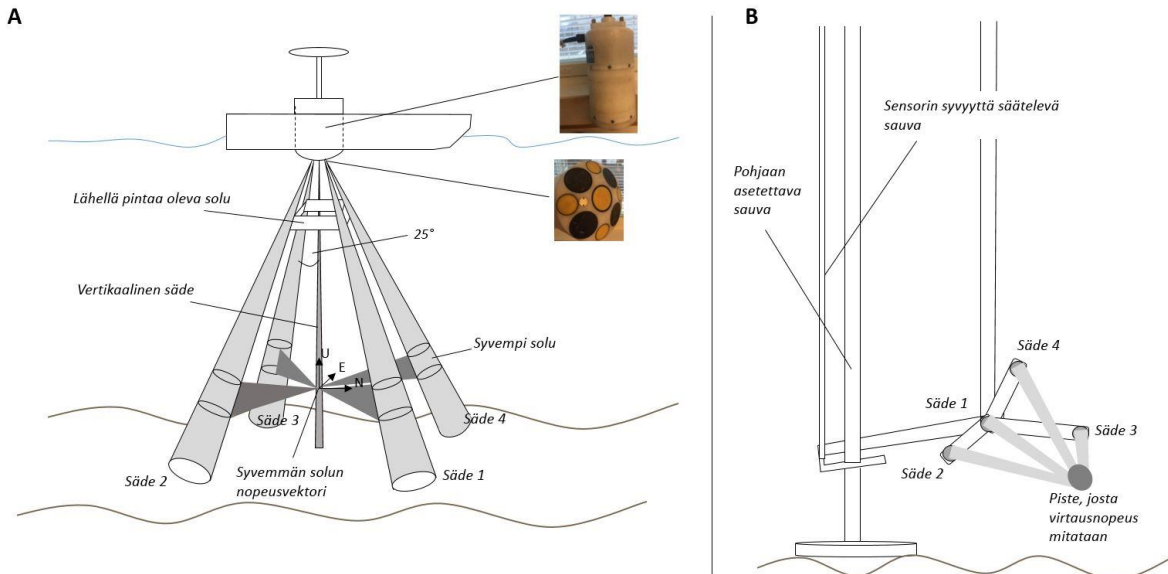 A
Lähellä pintaa oleva solu
25°
Vertikaalinen säde
Syvempi solu
U
E
N
Säde 3
Säde 4
Säde 2
Syvemmän solun
nopeusvektori
Säde 1
B
Sensorin syvyyttä säätelevä
sauva
Pohjaan
asetettava
sauva
Säde 4
Säde 1
Säde 3
Säde 2
Piste, josta
virtausnopeus
mitataan